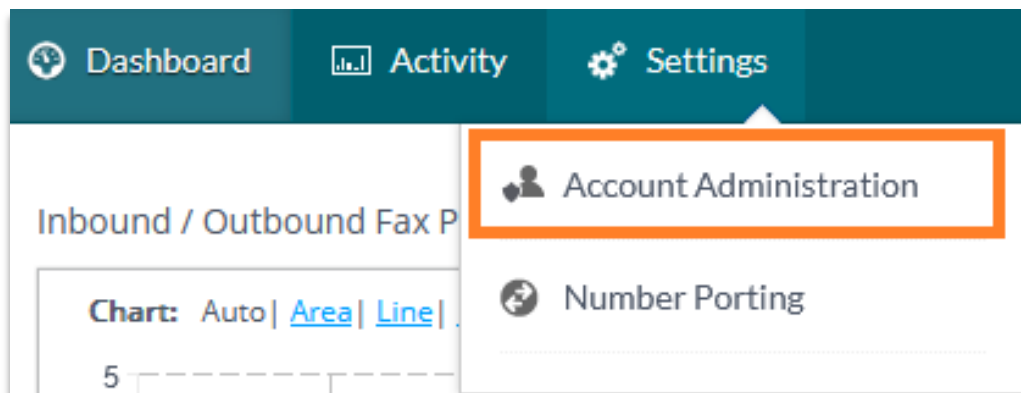 Dashboard Activity Settings
Account Administration
Inbound / Outbound Fax
Number Porting
Chart: Auto| Area| Line|
5